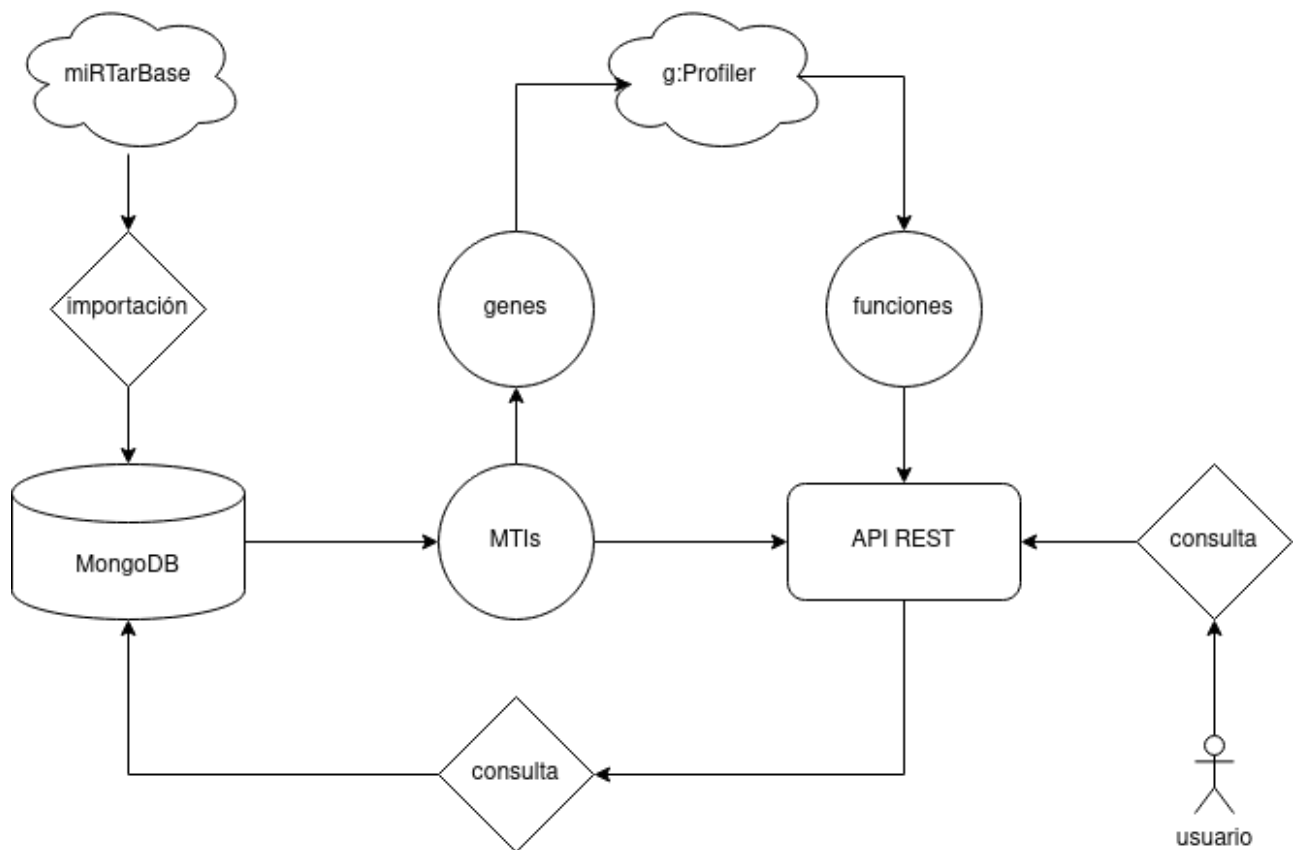 miRTarBase
g:Profiler
importación
genes
funciones
MongoDB
MTIs
API REST
consulta
consulta
usuario